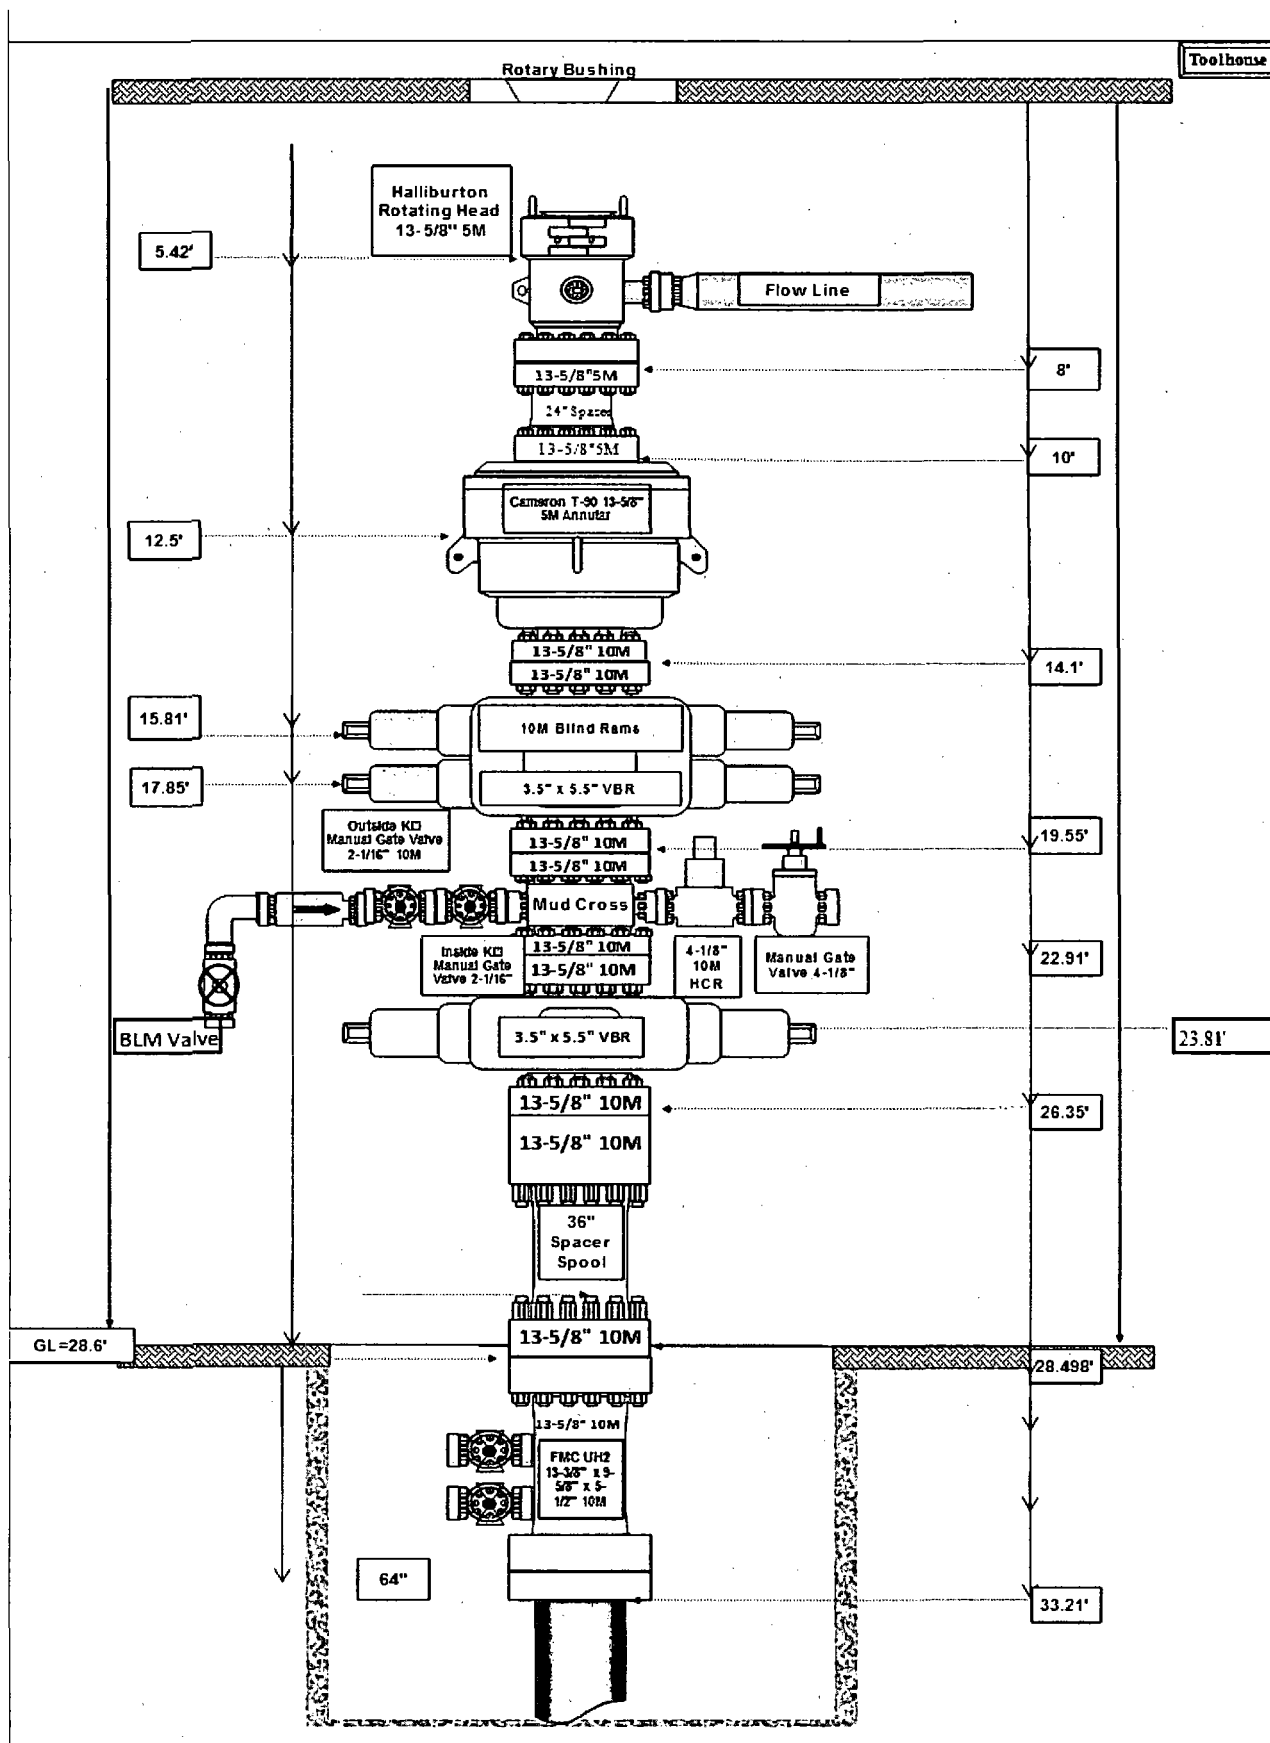 Toolhouse
Rotary Bushing
Halliburton
Rotating Head
13-5/8" 5M
5.42'
Flow Line
13-5/8"5M
8'
24" Spacer
13-5/8"5M
10'
Cameron T-90 13-5/8"
5M Annular
12.5'
13-5/8" 10M
13-5/8" 10M
14.1'
15.81'
10M Blind Rams
17.85'
3.5" x 5.5" VBR
Outside Kill
Manual Gate Valve
2-1/16" 10M
13-5/8" 10M
13-5/8" 10M
19.55'
Mud Cross
Inside Kill
Manual Gate
Valve 2-1/16"
13-5/8" 10M
13-5/8" 10M
4-1/8"
10M
HCR
Manual Gate
Valve 4-1/8"
22.91'
BLM Valve
3.5" x 5.5" VBR
23.81'
13-5/8" 10M
13-5/8" 10M
26.35'
36"
Spacer
Spool
GL=28.6'
13-5/8" 10M
28.498'
13-5/8" 10M
FMC UH2
13-3/8" x 9-
5/8" x 5-
1/2" 10M
64"
33.21'